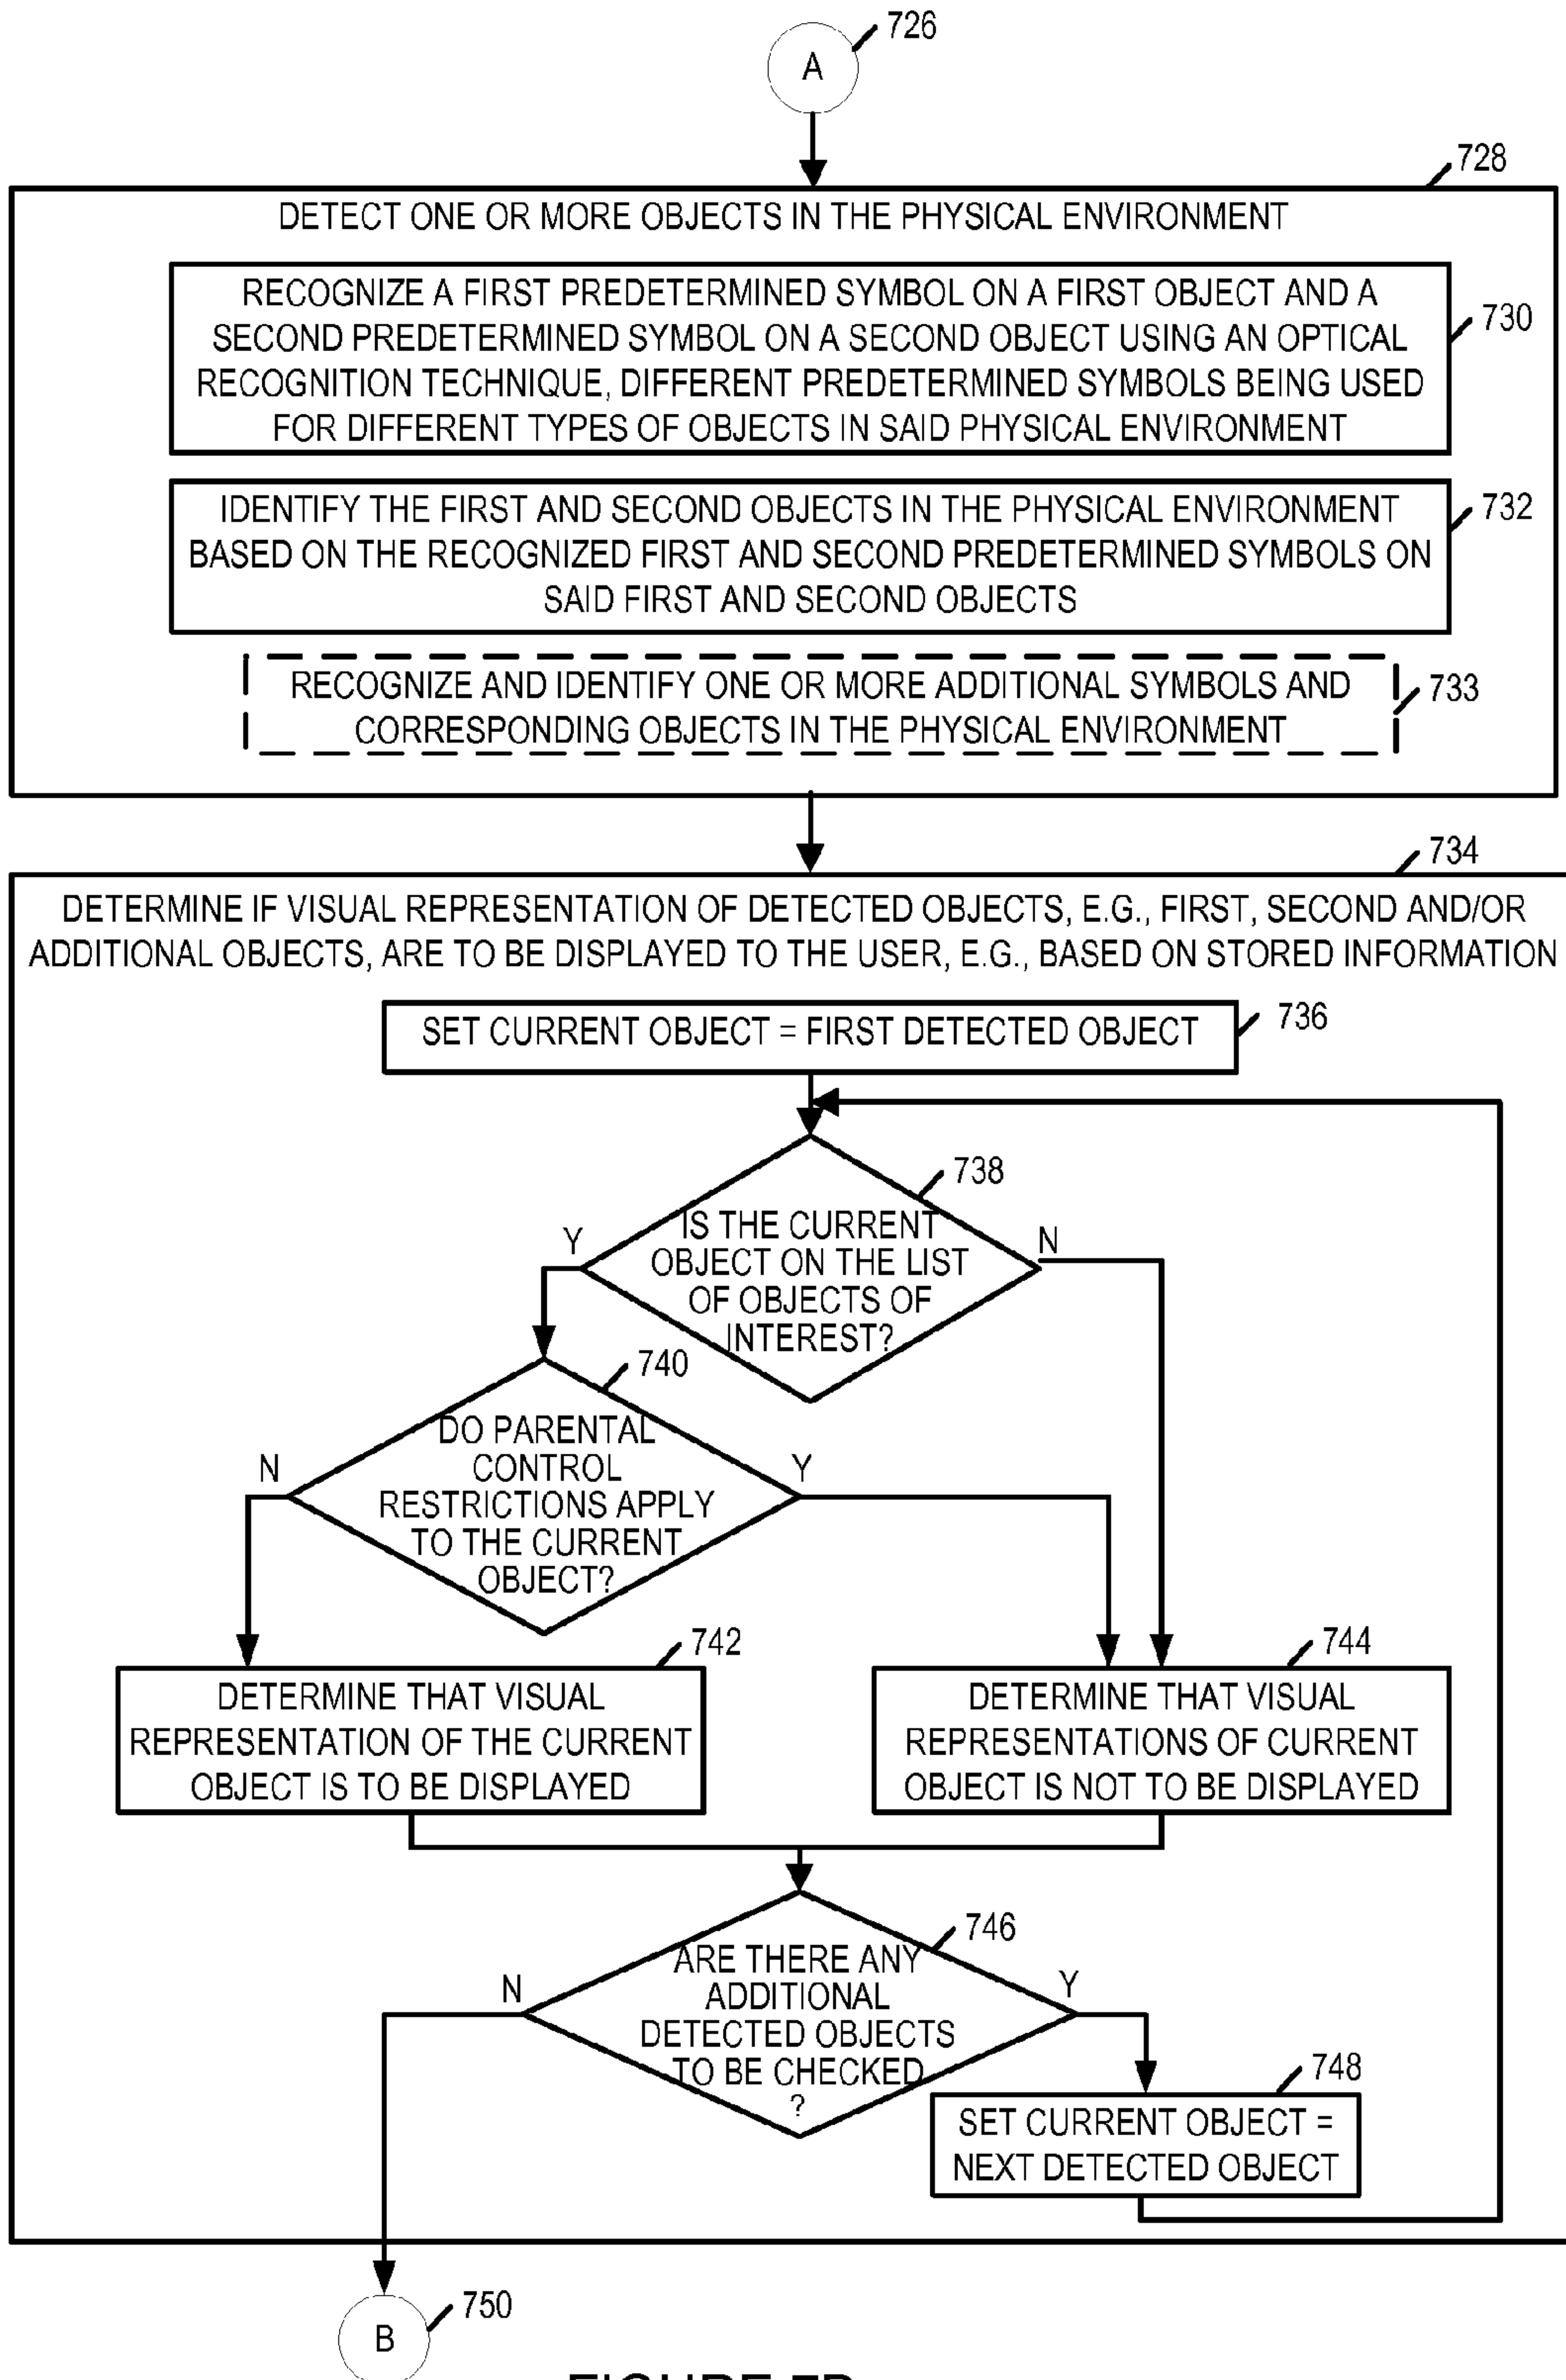 A
726
728
DETECT ONE OR MORE OBJECTS IN THE PHYSICAL ENVIRONMENT
RECOGNIZE A FIRST PREDETERMINED SYMBOL ON A FIRST OBJECT AND A
SECOND PREDETERMINED SYMBOL ON A SECOND OBJECT USING AN OPTICAL
RECOGNITION TECHNIQUE, DIFFERENT PREDETERMINED SYMBOLS BEING USED
FOR DIFFERENT TYPES OF OBJECTS IN SAID PHYSICAL ENVIRONMENT
730
IDENTIFY THE FIRST AND SECOND OBJECTS IN THE PHYSICAL ENVIRONMENT
BASED ON THE RECOGNIZED FIRST AND SECOND PREDETERMINED SYMBOLS ON
SAID FIRST AND SECOND OBJECTS
732
RECOGNIZE AND IDENTIFY ONE OR MORE ADDITIONAL SYMBOLS AND
CORRESPONDING OBJECTS IN THE PHYSICAL ENVIRONMENT
733
734
DETERMINE IF VISUAL REPRESENTATION OF DETECTED OBJECTS, E.G., FIRST, SECOND AND/OR
ADDITIONAL OBJECTS, ARE TO BE DISPLAYED TO THE USER, E.G., BASED ON STORED INFORMATION
SET CURRENT OBJECT = FIRST DETECTED OBJECT
736
738
IS THE CURRENT
OBJECT ON THE LIST
OF OBJECTS OF
INTEREST?
Y
N
740
DO PARENTAL
CONTROL
RESTRICTIONS APPLY
TO THE CURRENT
OBJECT?
N
Y
742
DETERMINE THAT VISUAL
REPRESENTATION OF THE CURRENT
OBJECT IS TO BE DISPLAYED
744
DETERMINE THAT VISUAL
REPRESENTATIONS OF CURRENT
OBJECT IS NOT TO BE DISPLAYED
746
ARE THERE ANY
ADDITIONAL
DETECTED OBJECTS
TO BE CHECKED
?
N
Y
748
SET CURRENT OBJECT =
NEXT DETECTED OBJECT
B
750
FIGURE 7B